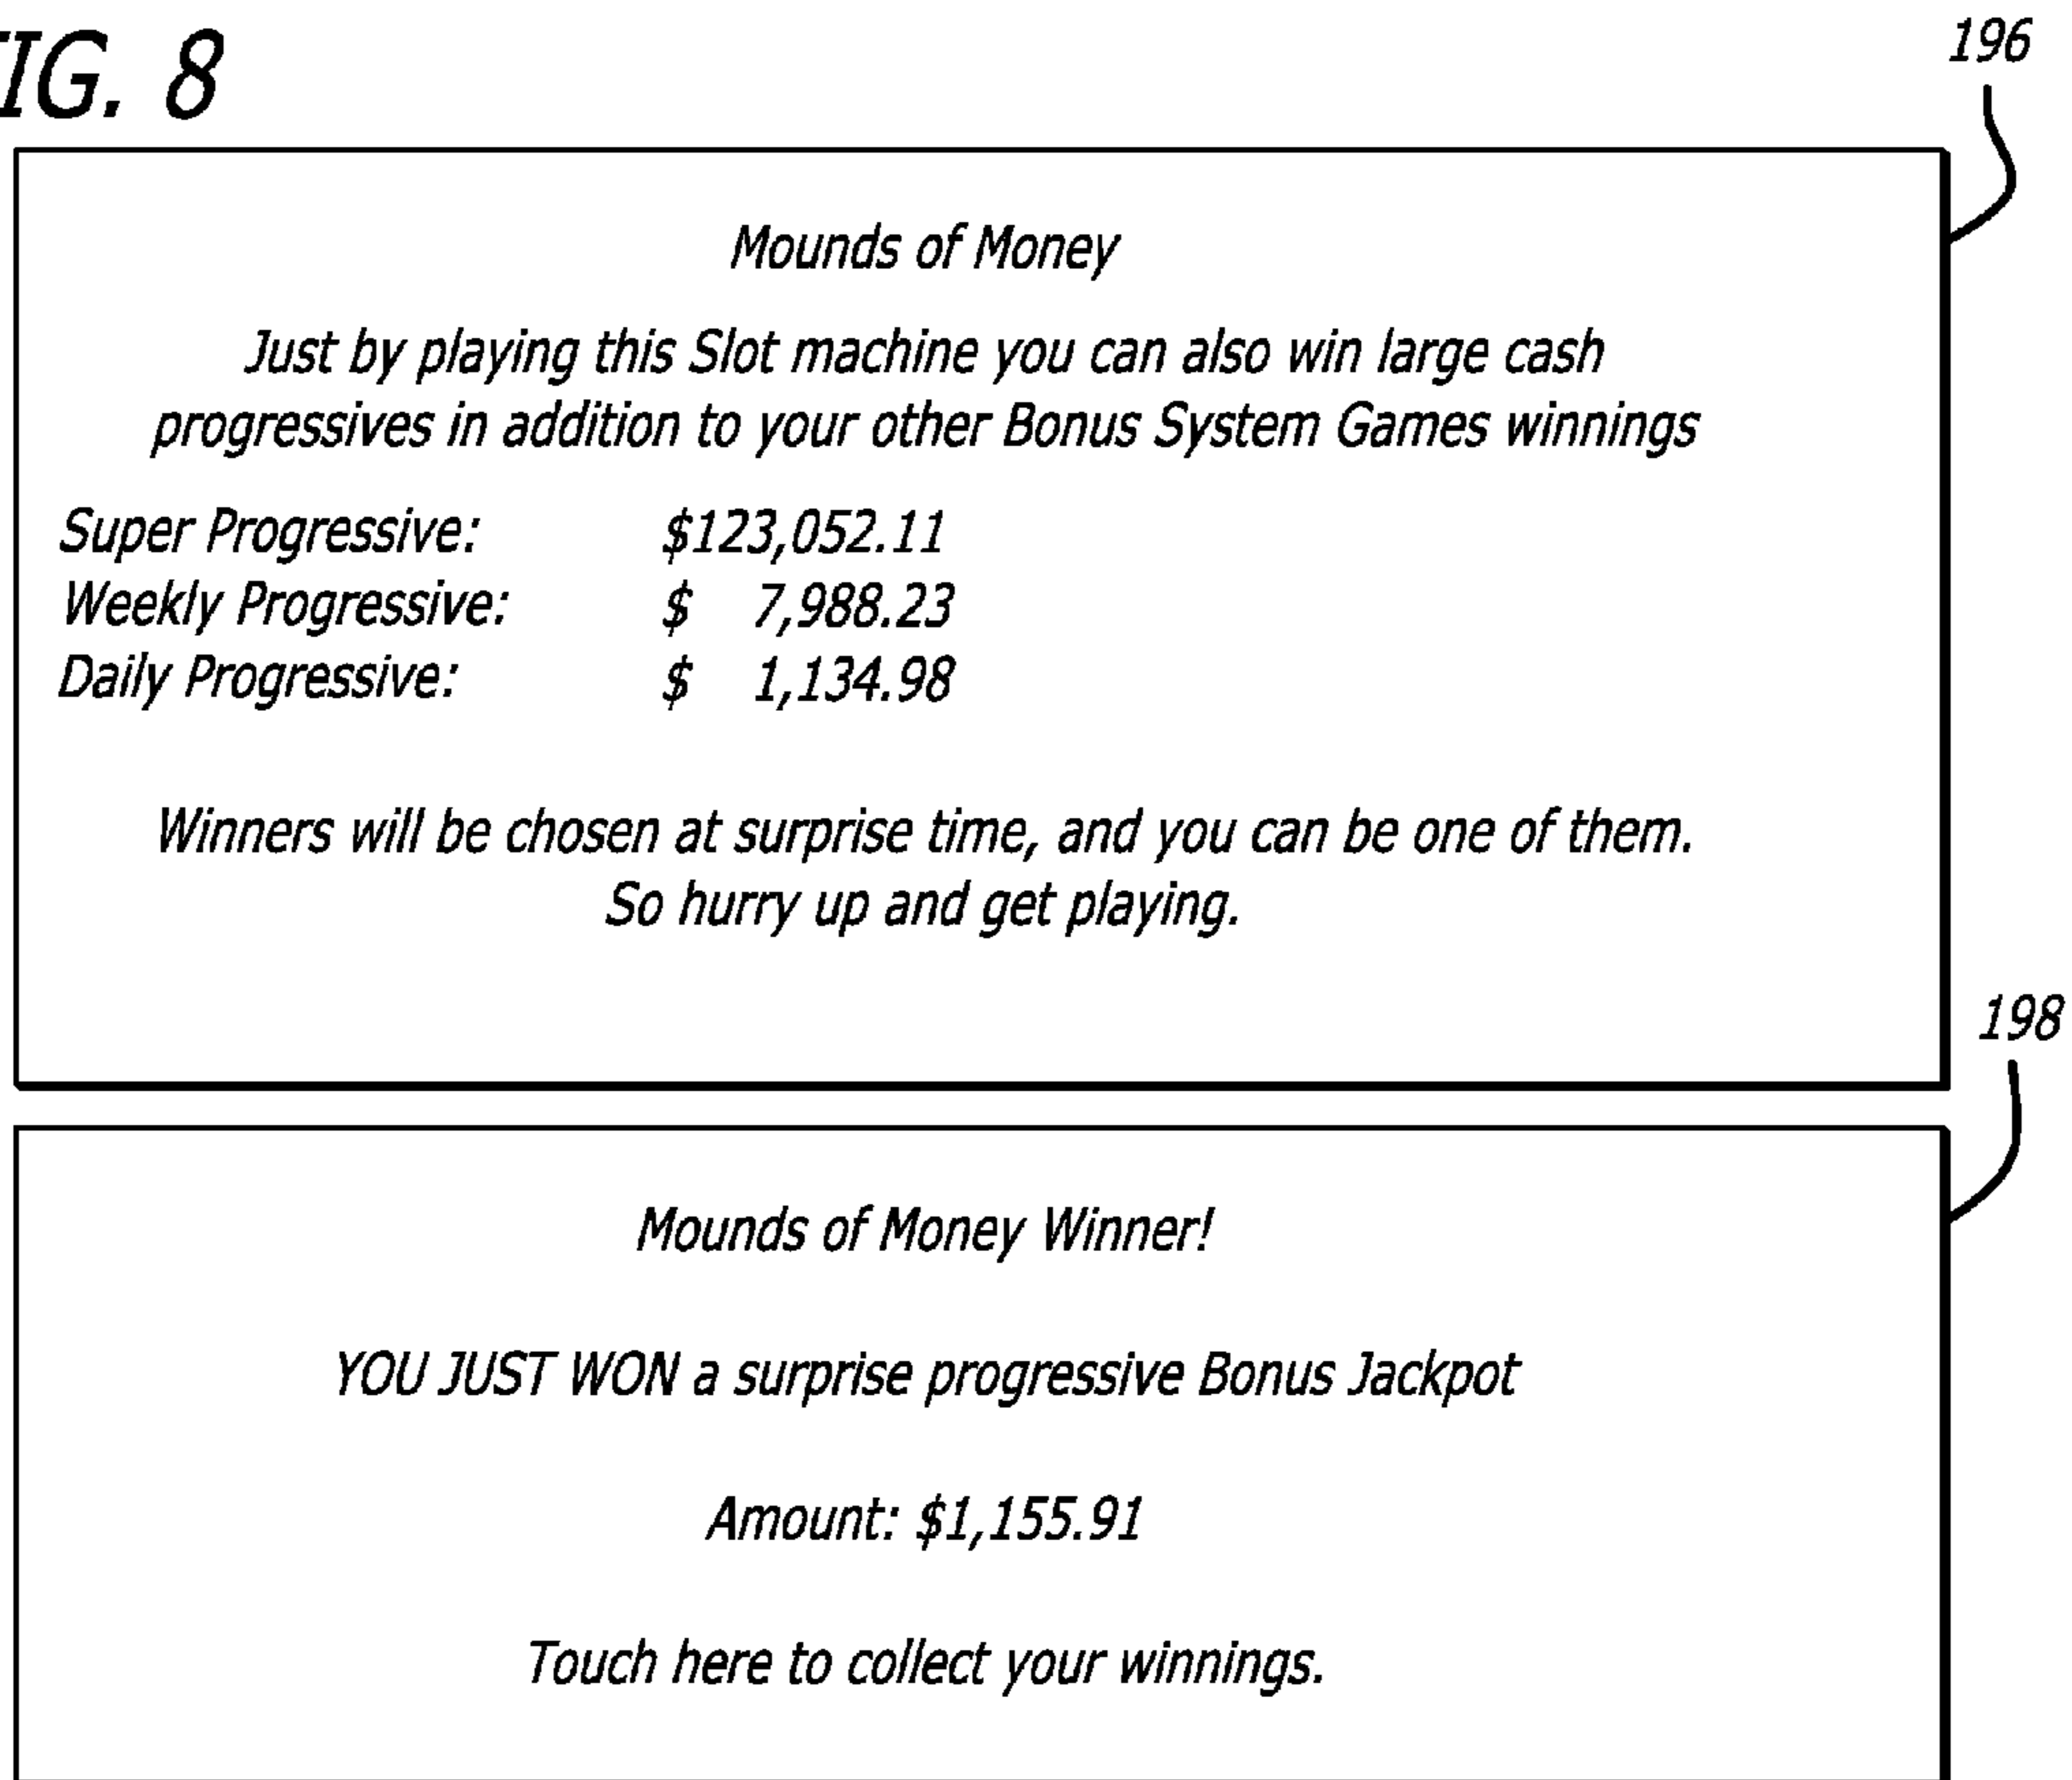 IG. 8
196
Mounds of Money
Just by playing this Slot machine you can also win large cash
progressives in addition to your other Bonus System Games winnings
Super Progressive: $123,052.11
Weekly Progressive: $ 7,988.23
Daily Progressive: $ 1,134.98
Winners will be chosen at surprise time, and you can be one of them.
So hurry up and get playing.
198
Mounds of Money Winner!
YOU JUST WON a surprise progressive Bonus Jackpot
Amount: $1,155.91
Touch here to collect your winnings.